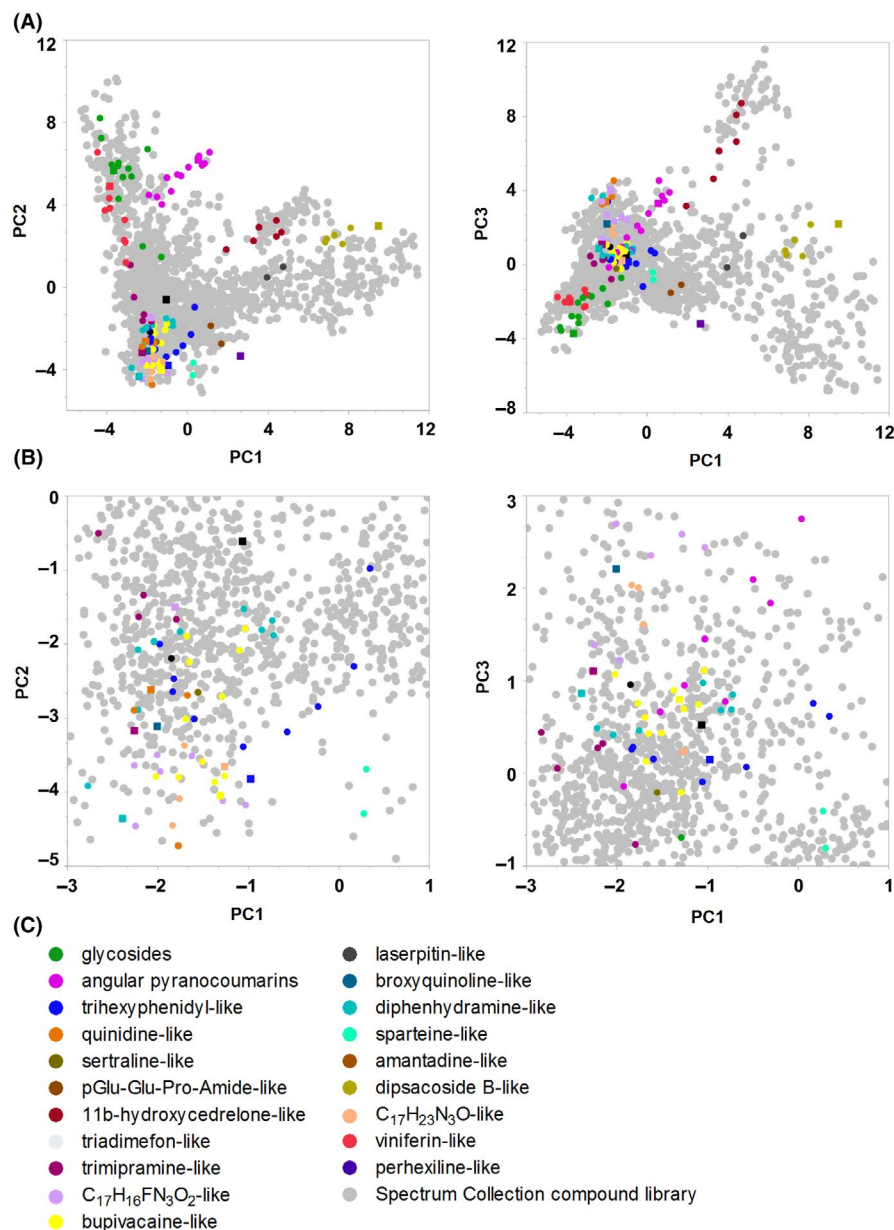 (A)
12
8
4
0
−4
PC2
−4 0 4 8 12
PC1
12
8
4
0
−4
−8
PC3
−4 0 4 8 12
PC1
(B)
0
−1
−2
−3
−4
−5
PC2
−3 −2 −1 0 1
PC1
3
2
1
0
−1
PC3
−3 −2 −1 0 1
PC1
(C)
glycosides
angular pyranocoumarins
trihexyphenidyl-like
quinidine-like
sertraline-like
pGlu-Glu-Pro-Amide-like
11b-hydroxycedrelone-like
triadimefon-like
trimipramine-like
C₁₇H₁₆FN₃O₂-like
bupivacaine-like
laserpitin-like
broxyquinoline-like
diphenhydramine-like
sparteine-like
amantadine-like
dipsacoside B-like
C₁₇H₂₃N₃O-like
viniferin-like
perhexiline-like
Spectrum Collection compound library